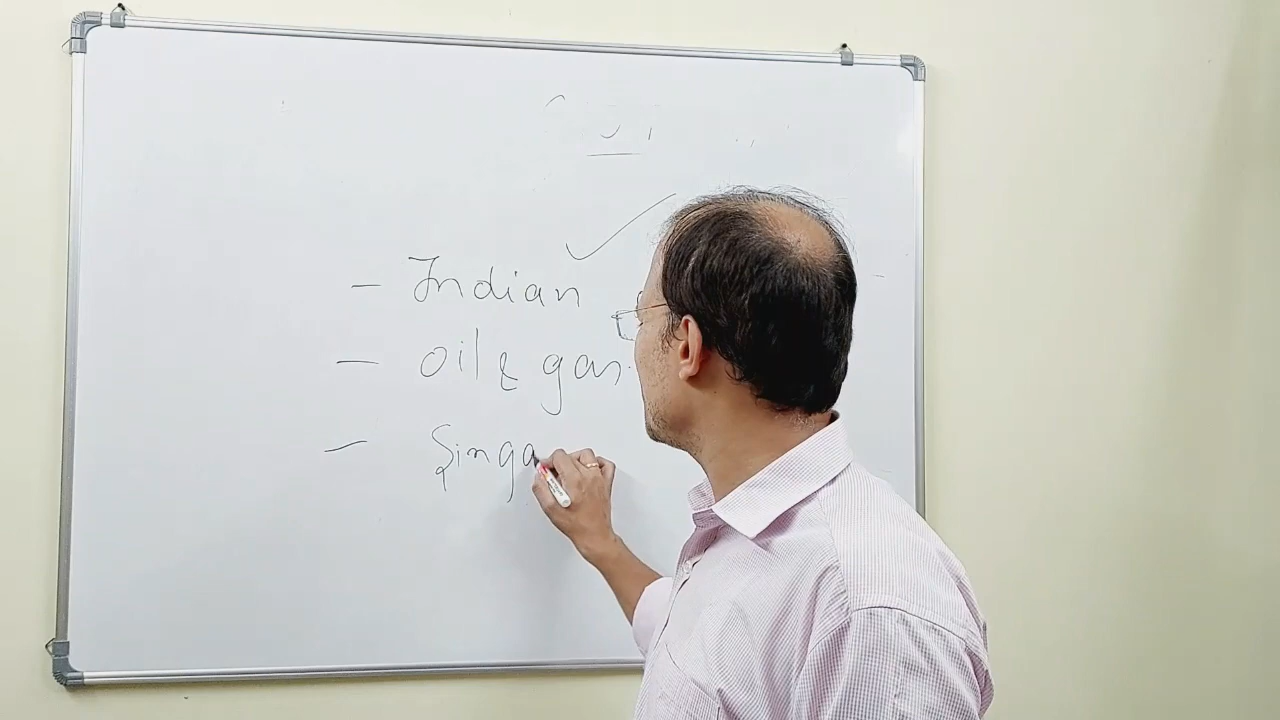 - Indian
- oil & gas.
- Singa